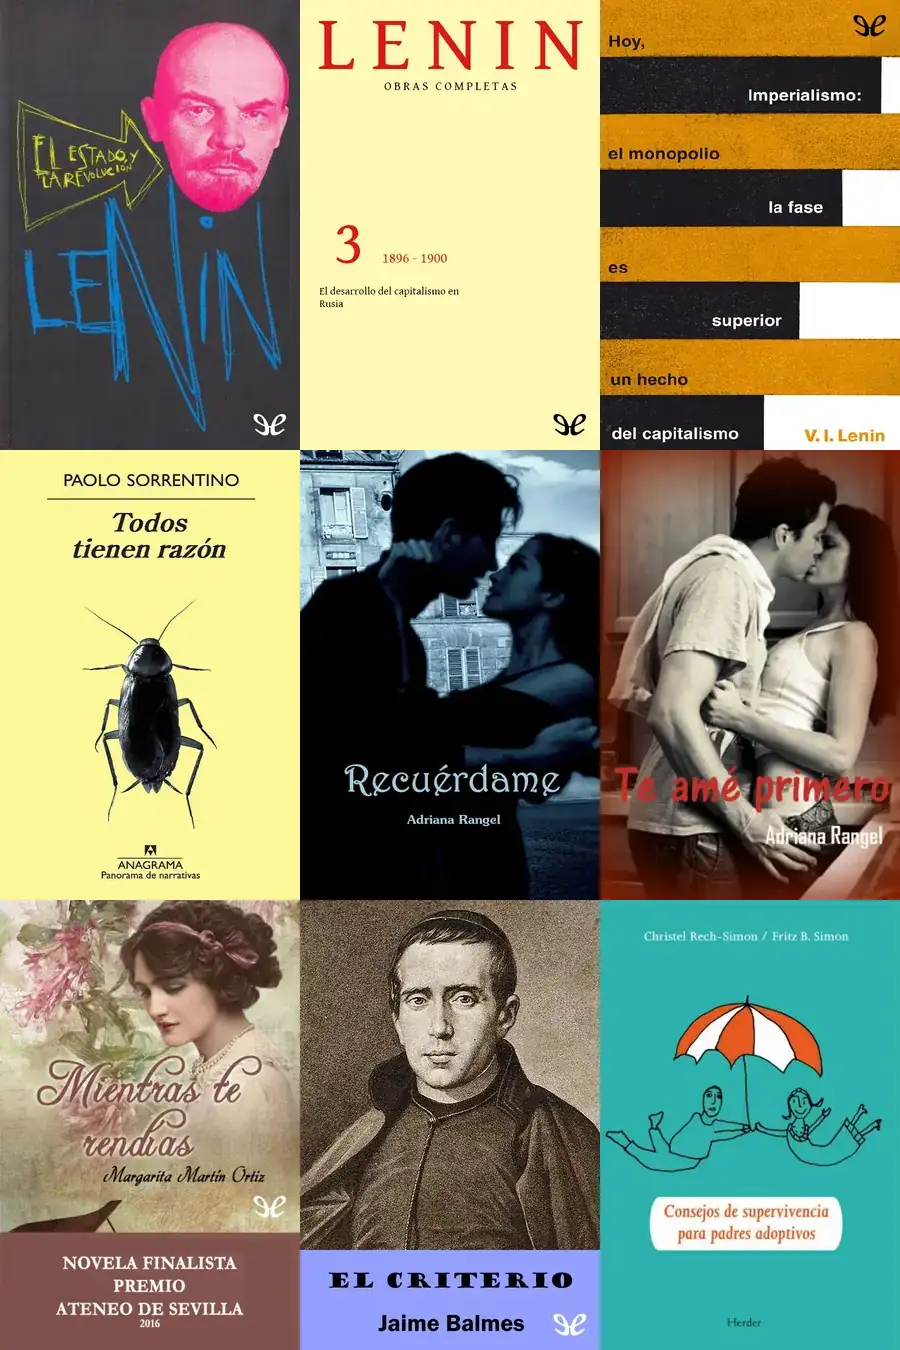 EL ESTADO Y
LA REVOLUCIÓN
LENIN
LENIN
OBRAS COMPLETAS
3 1896 - 1900
El desarrollo del capitalismo en
Rusia
Hoy,
Imperialismo:
el monopolio
la fase
es
superior
un hecho
del capitalismo
V. I. Lenin
PAOLO SORRENTINO
Todos
tienen razón
ANAGRAMA
Panorama de narrativas
Recuérdame
Adriana Rangel
Te amé primero
Adriana Rangel
Mientras te
rendías
Margarita Martín Ortiz
NOVELA FINALISTA
PREMIO
ATENEO DE SEVILLA
2016
EL CRITERIO
Jaime Balmes
Christel Rech-Simon / Fritz B. Simon
Consejos de supervivencia
para padres adoptivos
Herder